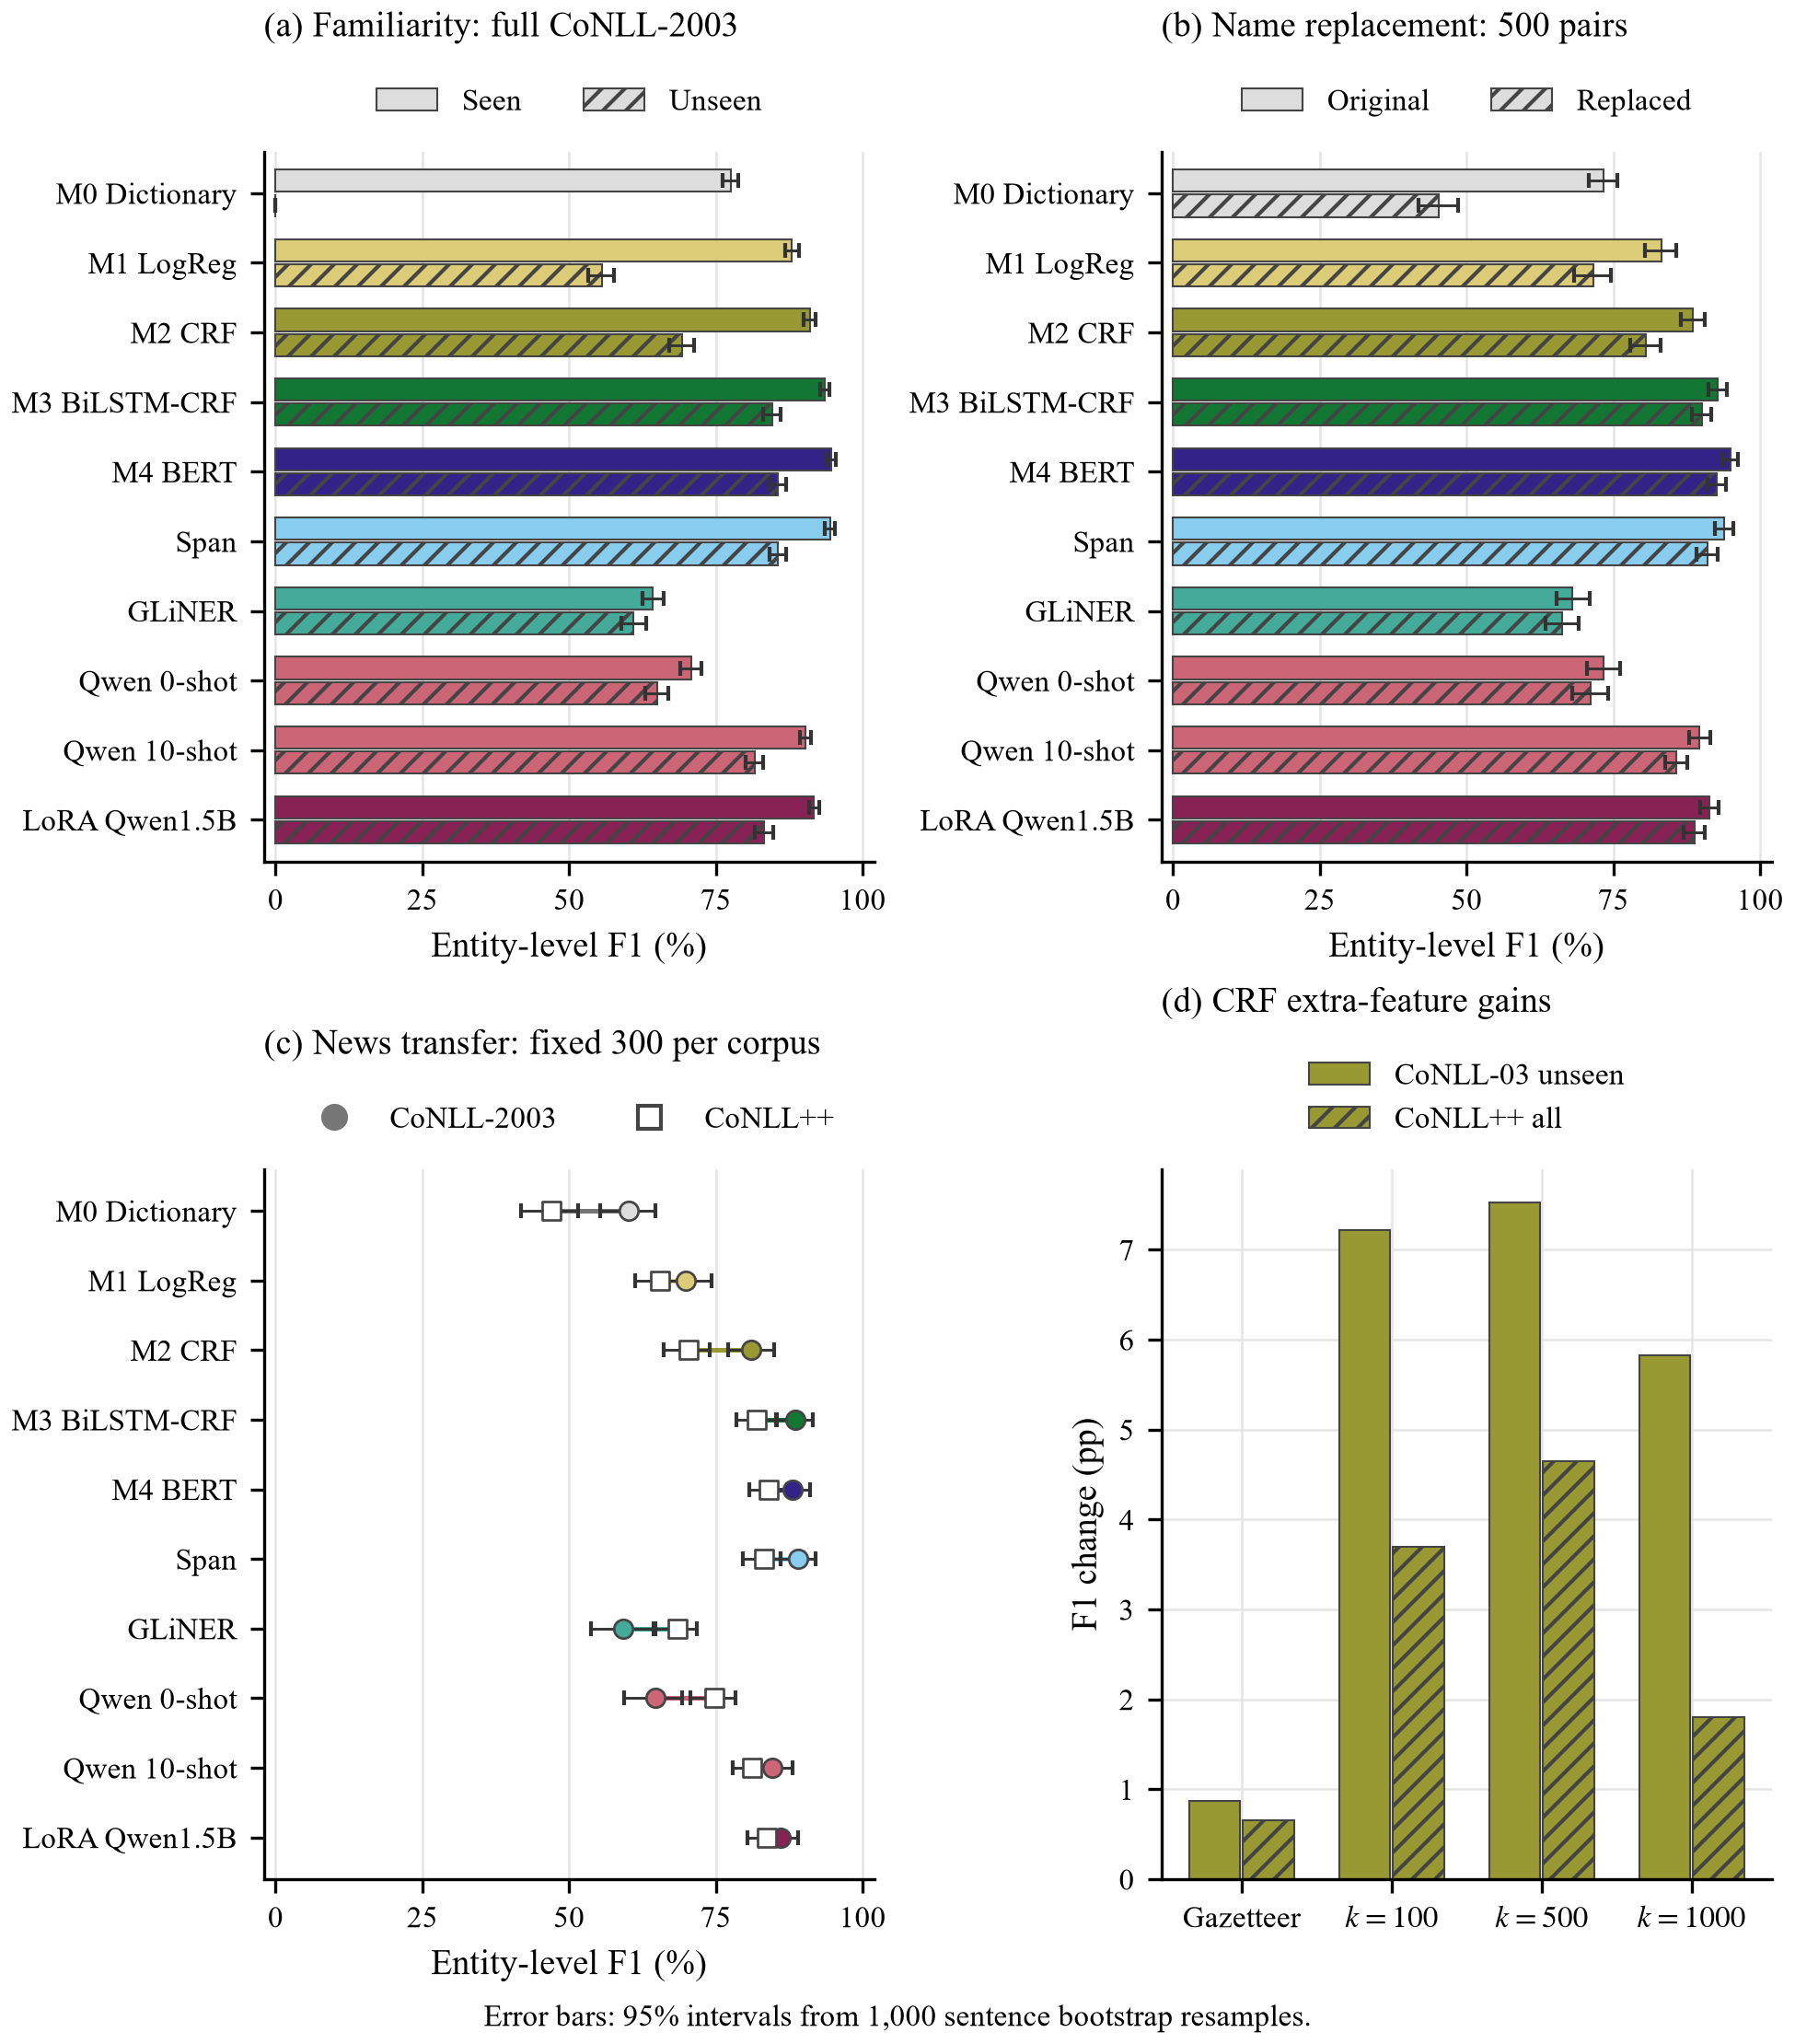 (a) Familiarity: full CoNLL-2003
Seen
Unseen
M0 Dictionary
M1 LogReg
M2 CRF
M3 BiLSTM-CRF
M4 BERT
Span
GLiNER
Qwen 0-shot
Qwen 10-shot
LoRA Qwen1.5B
0 25 50 75 100
Entity-level F1 (%)
(b) Name replacement: 500 pairs
Original
Replaced
M0 Dictionary
M1 LogReg
M2 CRF
M3 BiLSTM-CRF
M4 BERT
Span
GLiNER
Qwen 0-shot
Qwen 10-shot
LoRA Qwen1.5B
0 25 50 75 100
Entity-level F1 (%)
(c) News transfer: fixed 300 per corpus
CoNLL-2003
CoNLL++
M0 Dictionary
M1 LogReg
M2 CRF
M3 BiLSTM-CRF
M4 BERT
Span
GLiNER
Qwen 0-shot
Qwen 10-shot
LoRA Qwen1.5B
0 25 50 75 100
Entity-level F1 (%)
(d) CRF extra-feature gains
CoNLL-03 unseen
CoNLL++ all
F1 change (pp)
7
6
5
4
3
2
1
0
Gazetteer k = 100 k = 500 k = 1000
Error bars: 95% intervals from 1,000 sentence bootstrap resamples.